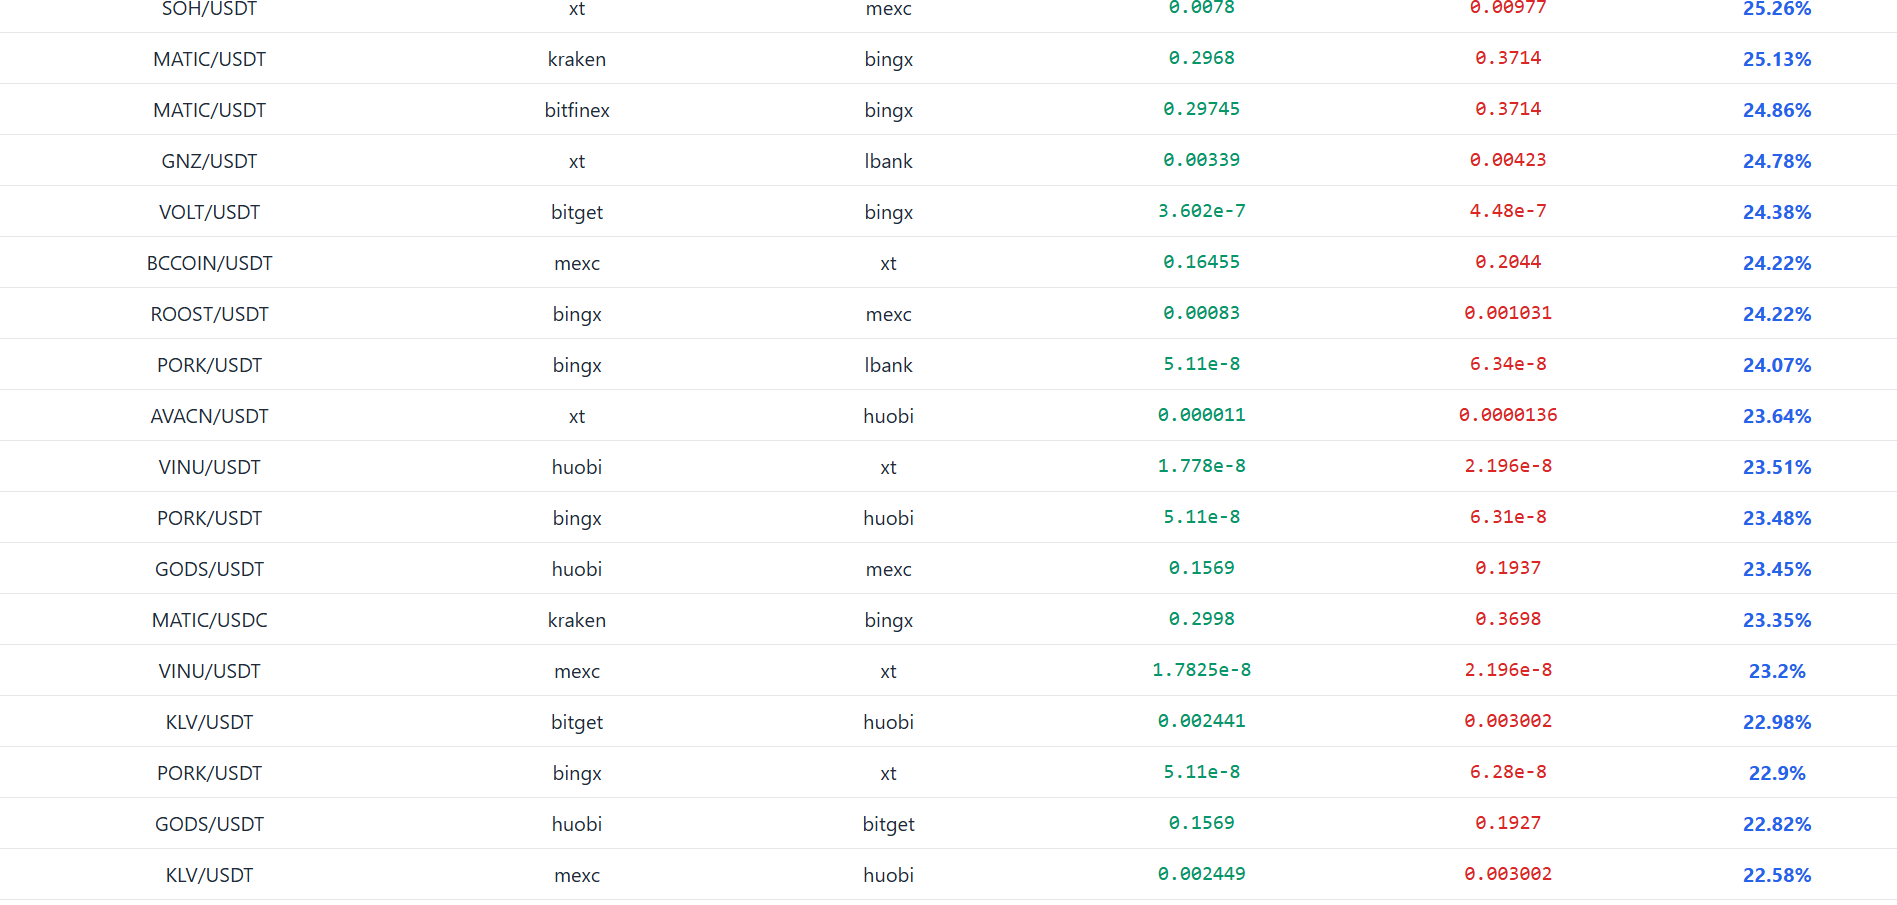 SOH/USDT xt mexc 0.0078 0.00977 25.26%
MATIC/USDT kraken bingx 0.2968 0.3714 25.13%
MATIC/USDT bitfinex bingx 0.29745 0.3714 24.86%
GNZ/USDT xt lbank 0.00339 0.00423 24.78%
VOLT/USDT bitget bingx 3.602e-7 4.48e-7 24.38%
BCCOIN/USDT mexc xt 0.16455 0.2044 24.22%
ROOST/USDT bingx mexc 0.00083 0.001031 24.22%
PORK/USDT bingx lbank 5.11e-8 6.34e-8 24.07%
AVACN/USDT xt huobi 0.000011 0.0000136 23.64%
VINU/USDT huobi xt 1.778e-8 2.196e-8 23.51%
PORK/USDT bingx huobi 5.11e-8 6.31e-8 23.48%
GODS/USDT huobi mexc 0.1569 0.1937 23.45%
MATIC/USDC kraken bingx 0.2998 0.3698 23.35%
VINU/USDT mexc xt 1.7825e-8 2.196e-8 23.2%
KLV/USDT bitget huobi 0.002441 0.003002 22.98%
PORK/USDT bingx xt 5.11e-8 6.28e-8 22.9%
GODS/USDT huobi bitget 0.1569 0.1927 22.82%
KLV/USDT mexc huobi 0.002449 0.003002 22.58%